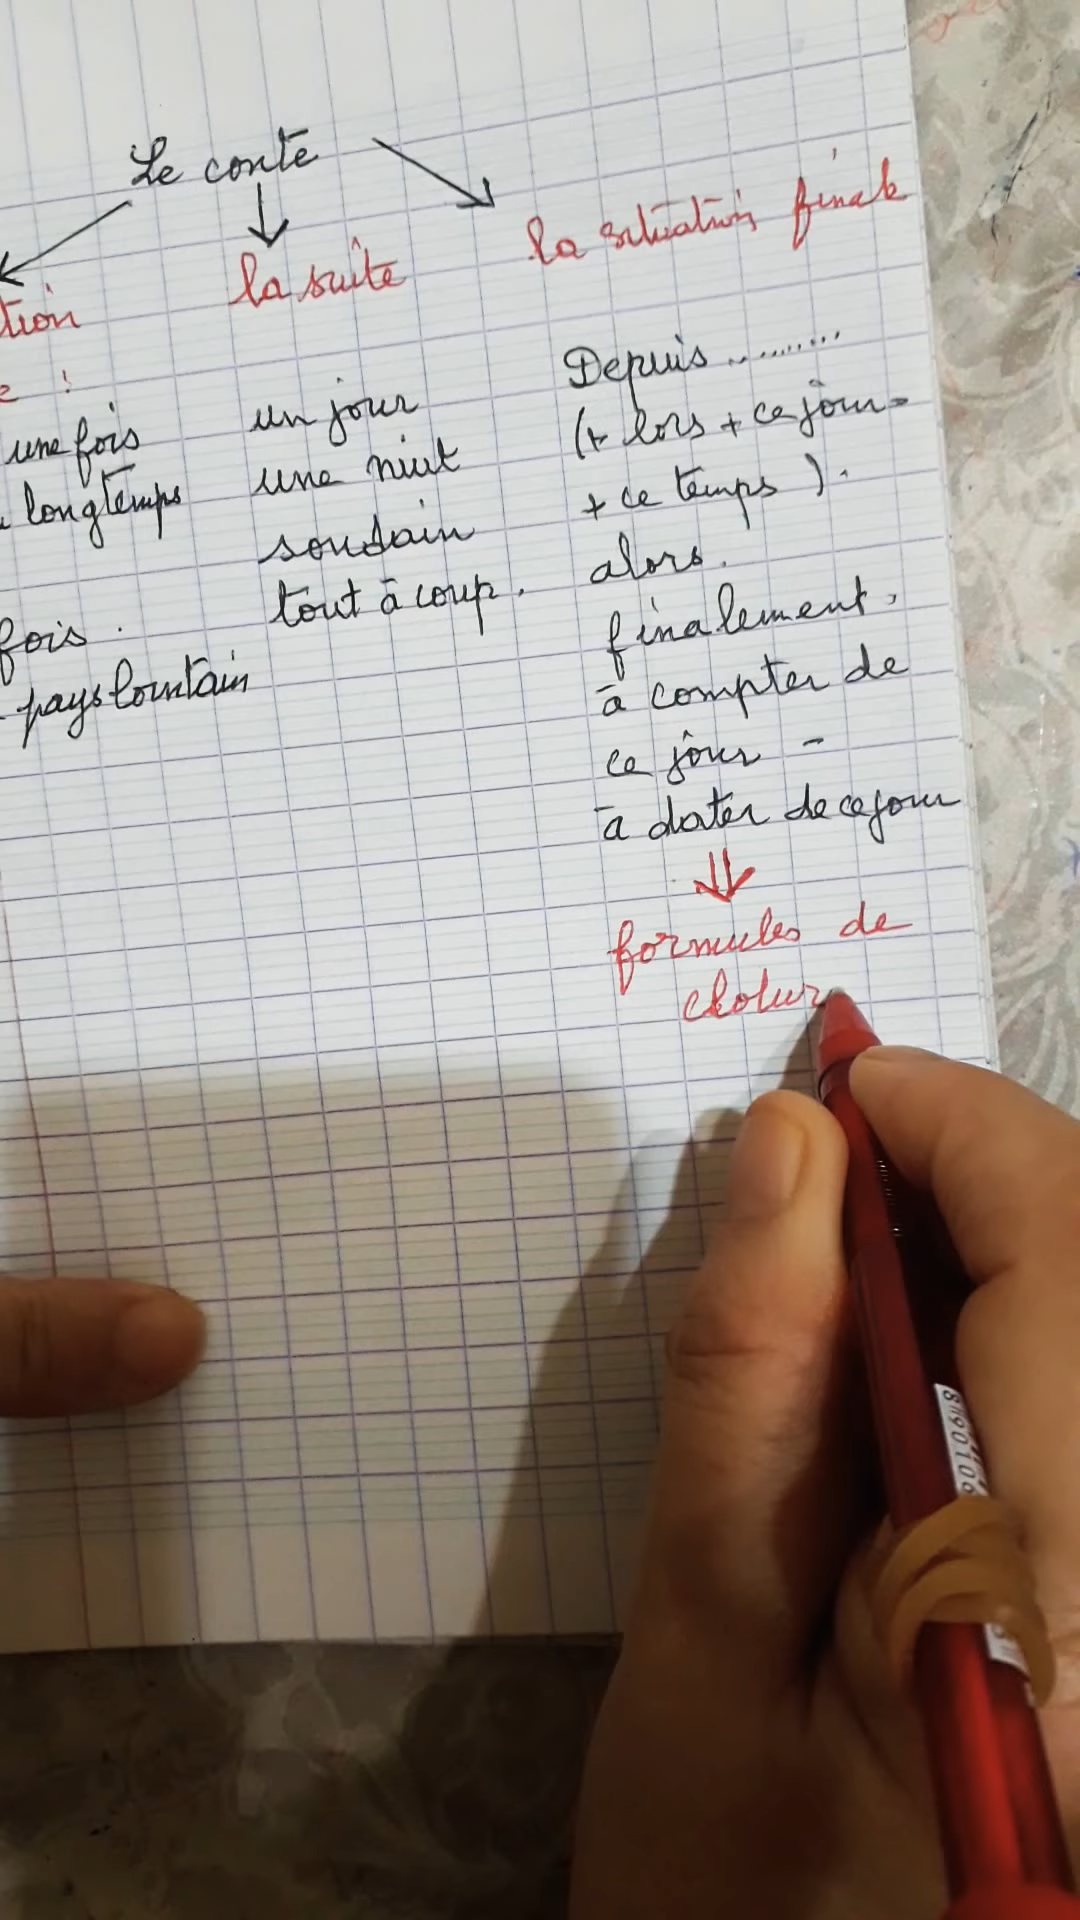 Le conte
tion
la suite
la situation finale
e :
une fois
longtemps
fois.
pays lointain
un jour
une nuit
soudain
tout à coup.
Depuis ..........
(+ lors + ce jour -
+ ce temps ).
alors.
finalement,
à compter de
ce jour -
à dater de ce jour
formules de
clotur